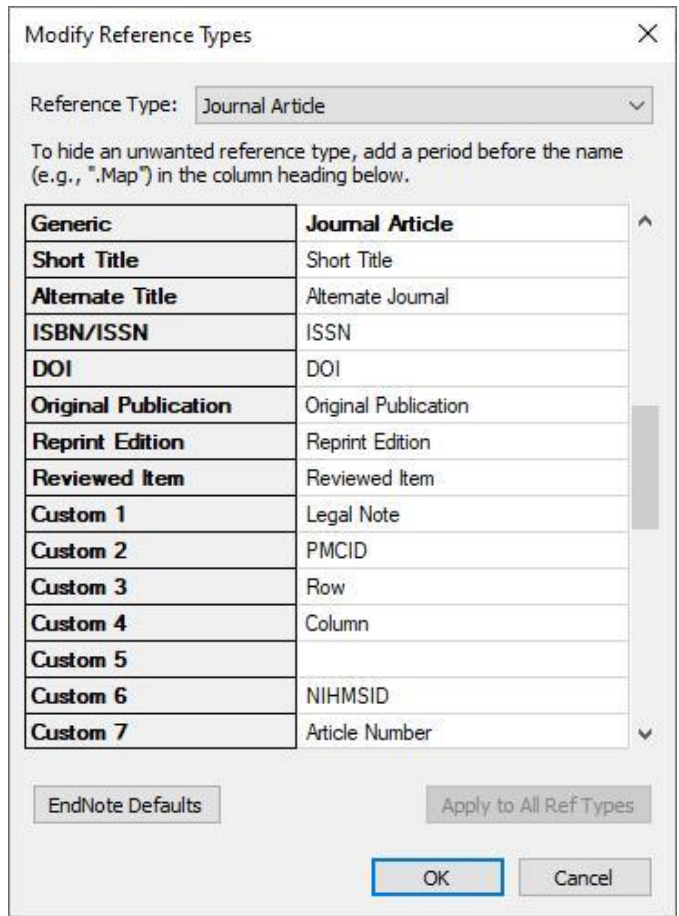 Modify Reference Types
Reference Type: Journal Article
To hide an unwanted reference type, add a period before the name
(e.g., ".Map") in the column heading below.
Generic Journal Article
Short Title Short Title
Alternate Title Alternate Journal
ISBN/ISSN ISSN
DOI DOI
Original Publication Original Publication
Reprint Edition Reprint Edition
Reviewed Item Reviewed Item
Custom 1 Legal Note
Custom 2 PMCID
Custom 3 Row
Custom 4 Column
Custom 5
Custom 6 NIHMSID
Custom 7 Article Number
EndNote Defaults Apply to All Ref Types
OK Cancel